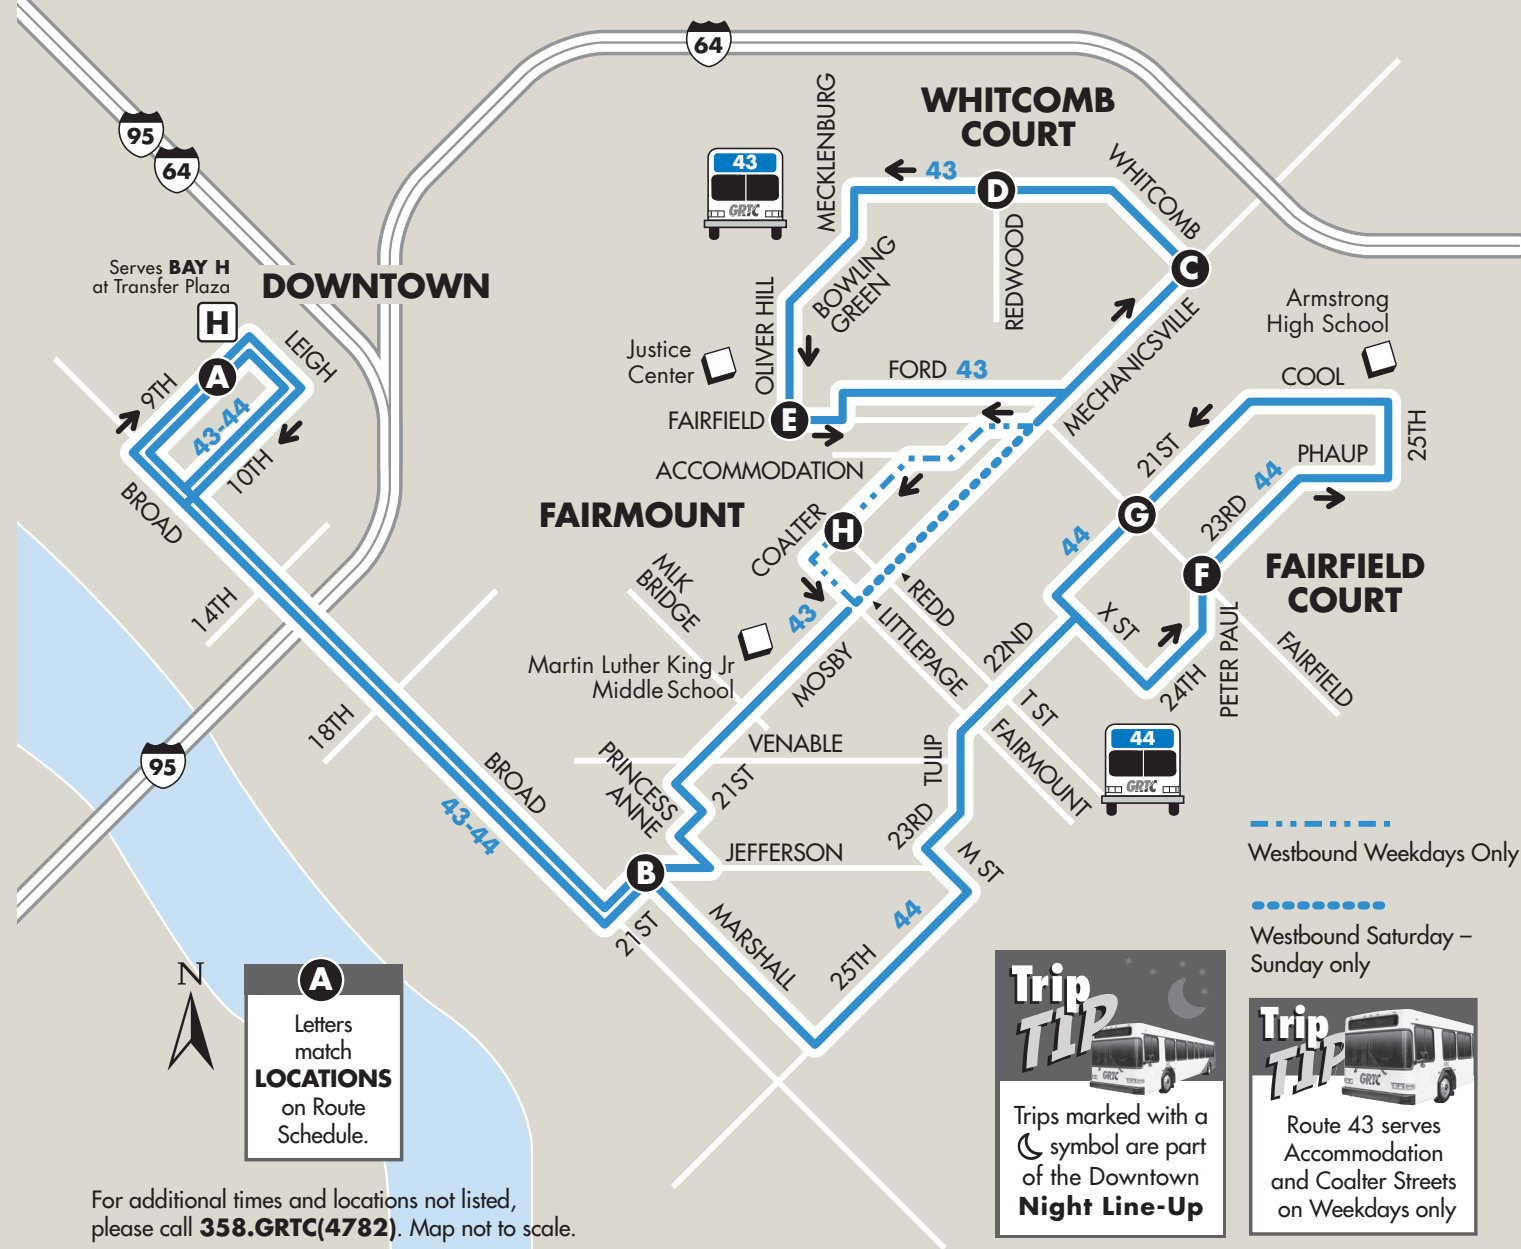 64
95
64
WHITCOMB
COURT
MECKLENBURG
43
GRTC
43
D
WHITCOMB
Serves BAY H
at Transfer Plaza
DOWNTOWN
H
LEIGH
A
9TH
43-44
10TH
BROAD
BOWLING
GREEN
OLIVER HILL
REDWOOD
C
MECHANICSVILLE
Armstrong
High School
Justice
Center
FORD 43
COOL
FAIRFIELD
E
ACCOMMODATION
21ST
PHAUP
25TH
44
23RD
G
44
F
FAIRFIELD
COURT
FAIRMOUNT
COALTER
H
MLK
BRIDGE
43
REDD
LITTLEPAGE
14TH
X ST
22ND
24TH
PETER PAUL
FAIRFIELD
Martin Luther King Jr
Middle School
MOSBY
T ST
18TH
95
VENABLE
TULIP
FAIRMOUNT
44
GRTC
PRINCESS
ANNE
21ST
BROAD
43-44
23RD
JEFFERSON
M ST
B
21ST
MARSHALL
44
25TH
Westbound Weekdays Only
Westbound Saturday –
Sunday only
N
A
Letters
match
LOCATIONS
on Route
Schedule.
Trip
TIP
GRTC
Trips marked with a
symbol are part
of the Downtown
Night Line-Up
Trip
TIP
GRTC
Route 43 serves
Accommodation
and Coalter Streets
on Weekdays only
For additional times and locations not listed,
please call 358.GRTC(4782). Map not to scale.